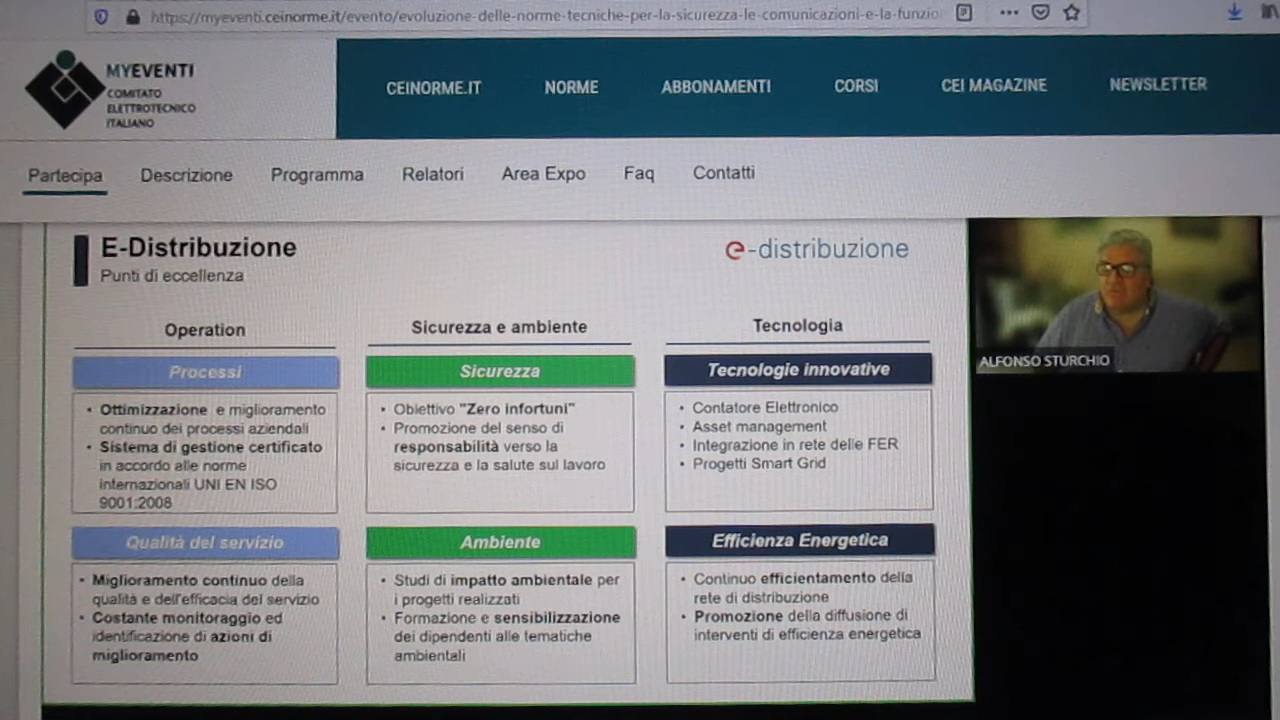 https://myeventi.ceinorme.it/evento/evoluzione-delle-norme-tecniche-per-la-sicurezza-le-comunicazioni-e-la-funzio
MYEVENTI
COMITATO
ELETTROTECNICO
ITALIANO
CEINORME.IT NORME ABBONAMENTI CORSI CEI MAGAZINE NEWSLETTER
Partecipa Descrizione Programma Relatori Area Expo Faq Contatti
E-Distribuzione
Punti di eccellenza
e-distribuzione
ALFONSO STURCHIO
Operation
Processi
• Ottimizzazione e miglioramento
continuo dei processi aziendali
• Sistema di gestione certificato
in accordo alle norme
internazionali UNI EN ISO
9001:2008
Qualità del servizio
• Miglioramento continuo della
qualità e dell'efficacia del servizio
• Costante monitoraggio ed
identificazione di azioni di
miglioramento
Sicurezza e ambiente
Sicurezza
• Obiettivo "Zero infortuni"
• Promozione del senso di
responsabilità verso la
sicurezza e la salute sul lavoro
Ambiente
• Studi di impatto ambientale per
i progetti realizzati
• Formazione e sensibilizzazione
dei dipendenti alle tematiche
ambientali
Tecnologia
Tecnologie innovative
• Contatore Elettronico
• Asset management
• Integrazione in rete delle FER
• Progetti Smart Grid
Efficienza Energetica
• Continuo efficientamento della
rete di distribuzione
• Promozione della diffusione di
interventi di efficienza energetica